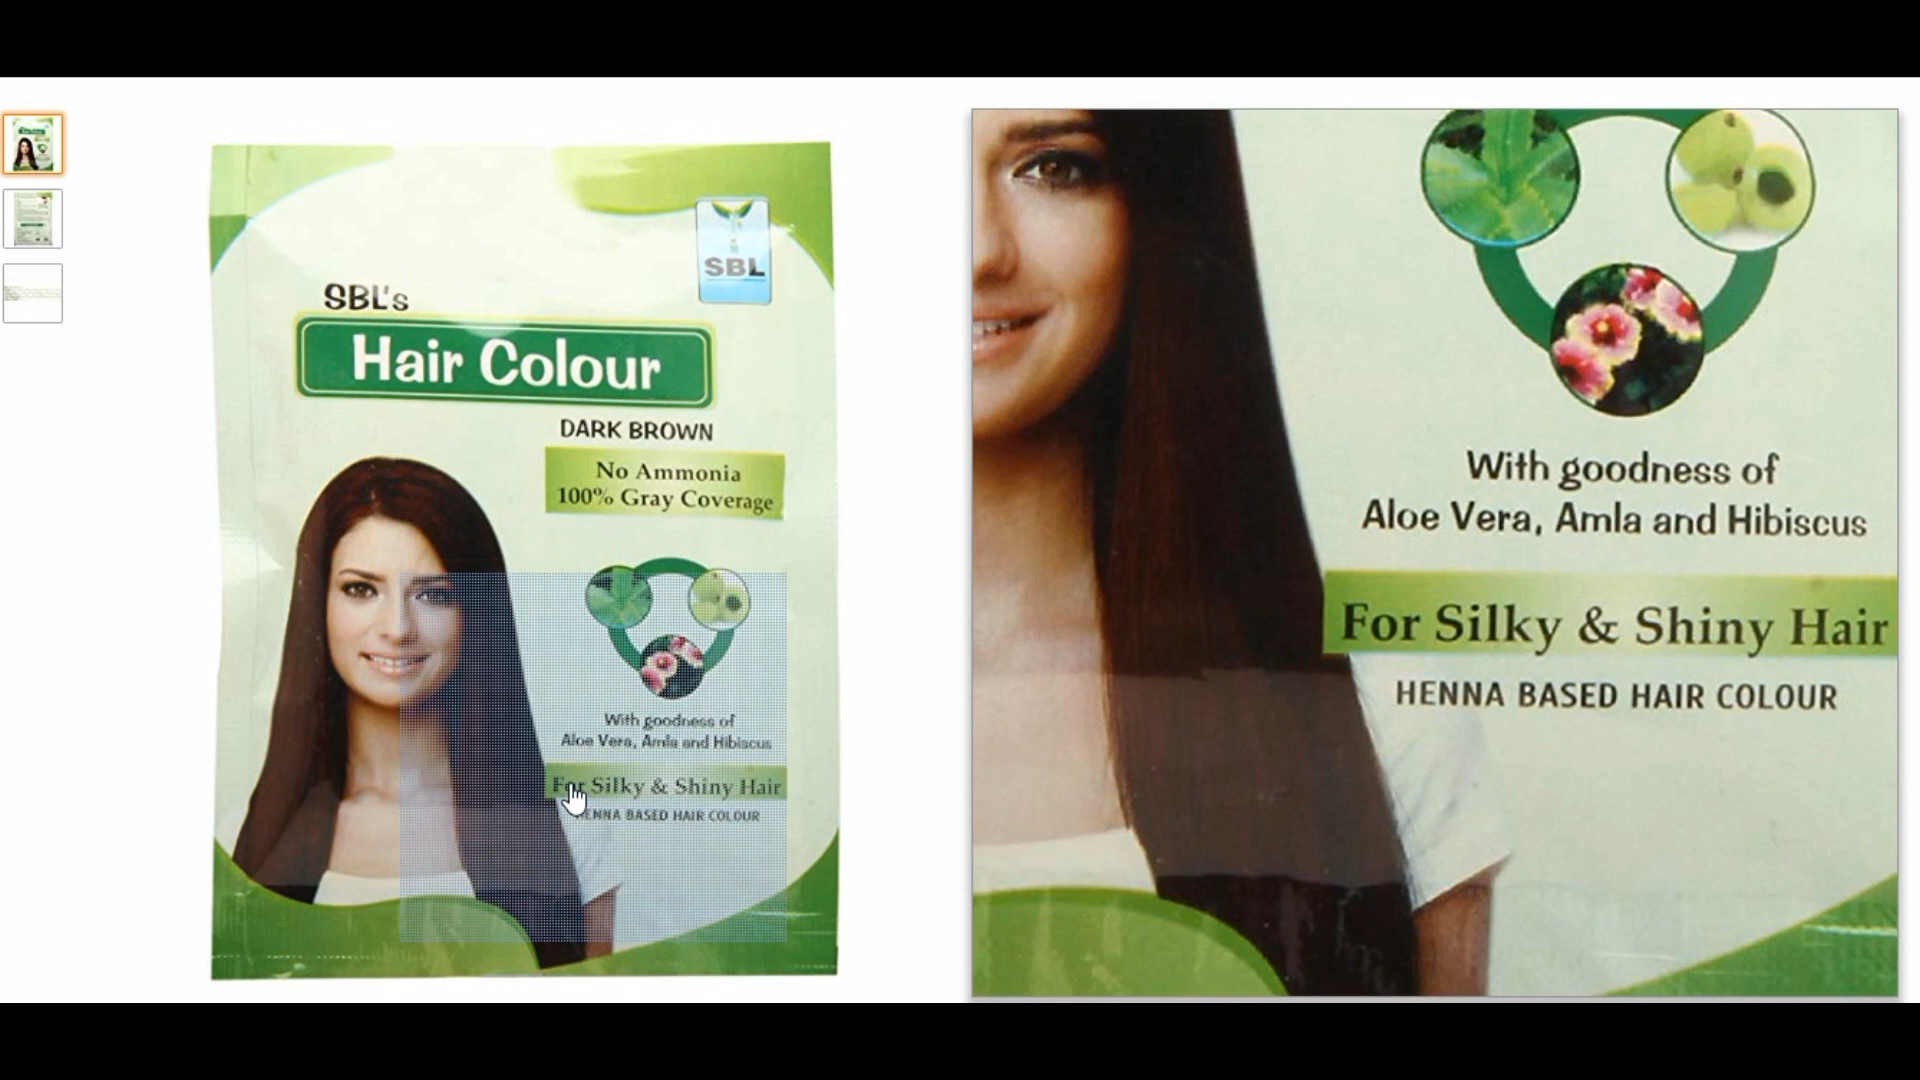 SBL
SBL's
Hair Colour
DARK BROWN
No Ammonia
100% Gray Coverage
With goodness of
Aloe Vera, Amla and Hibiscus
For Silky & Shiny Hair
HENNA BASED HAIR COLOUR
With goodness of
Aloe Vera, Amla and Hibiscus
For Silky & Shiny Hair
HENNA BASED HAIR COLOUR